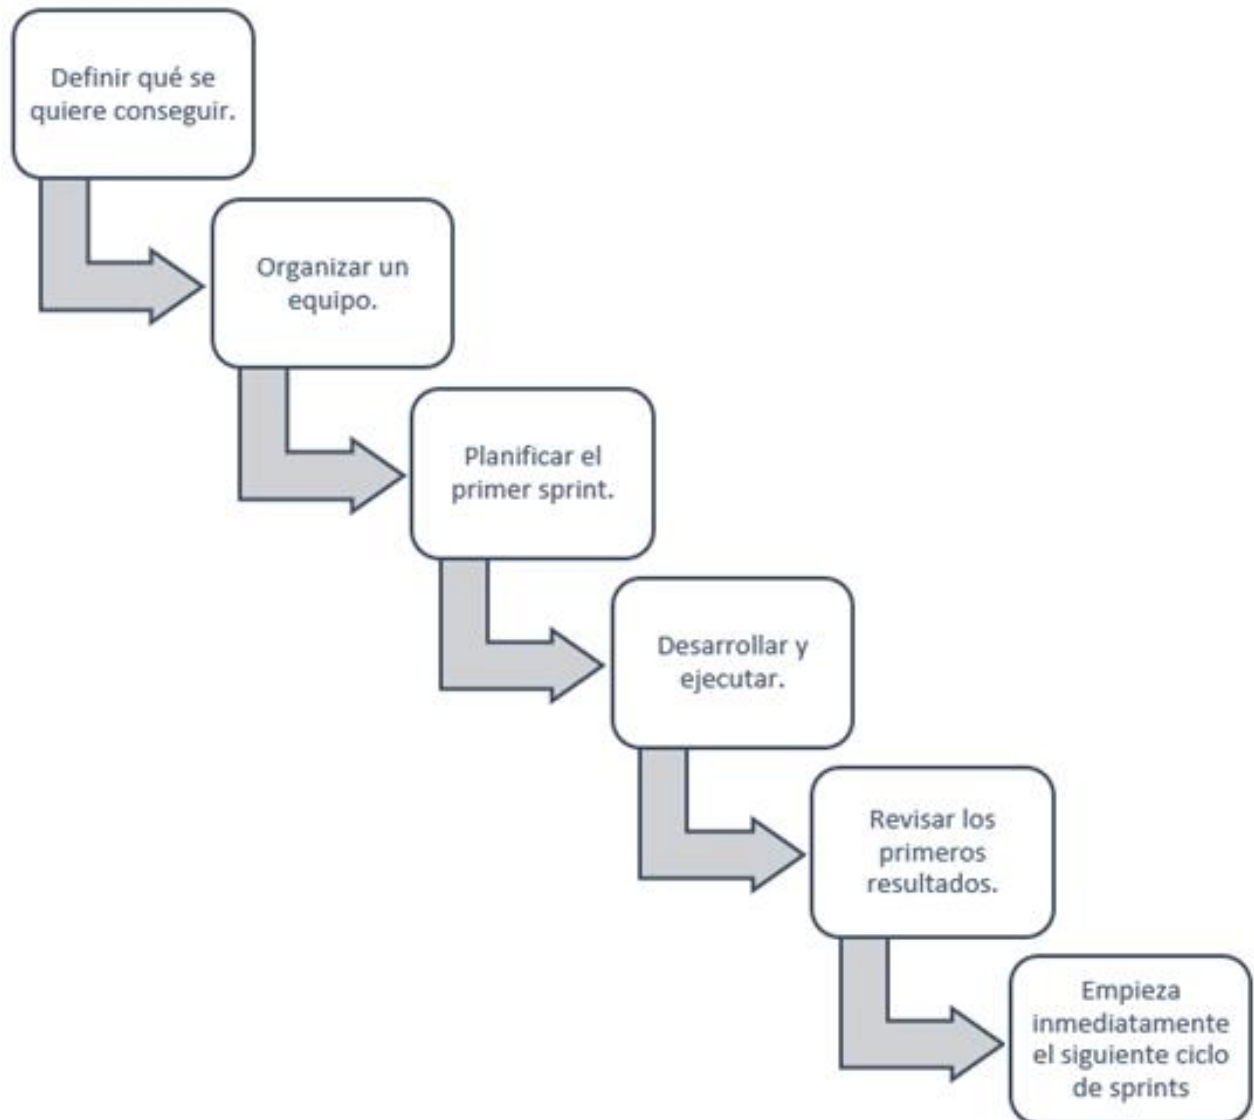 Definir qué se
quiere conseguir.
Organizar un
equipo.
Planificar el
primer sprint.
Desarrollar y
ejecutar.
Revisar los
primeros
resultados.
Empieza
inmediatamente
el siguiente ciclo
de sprints